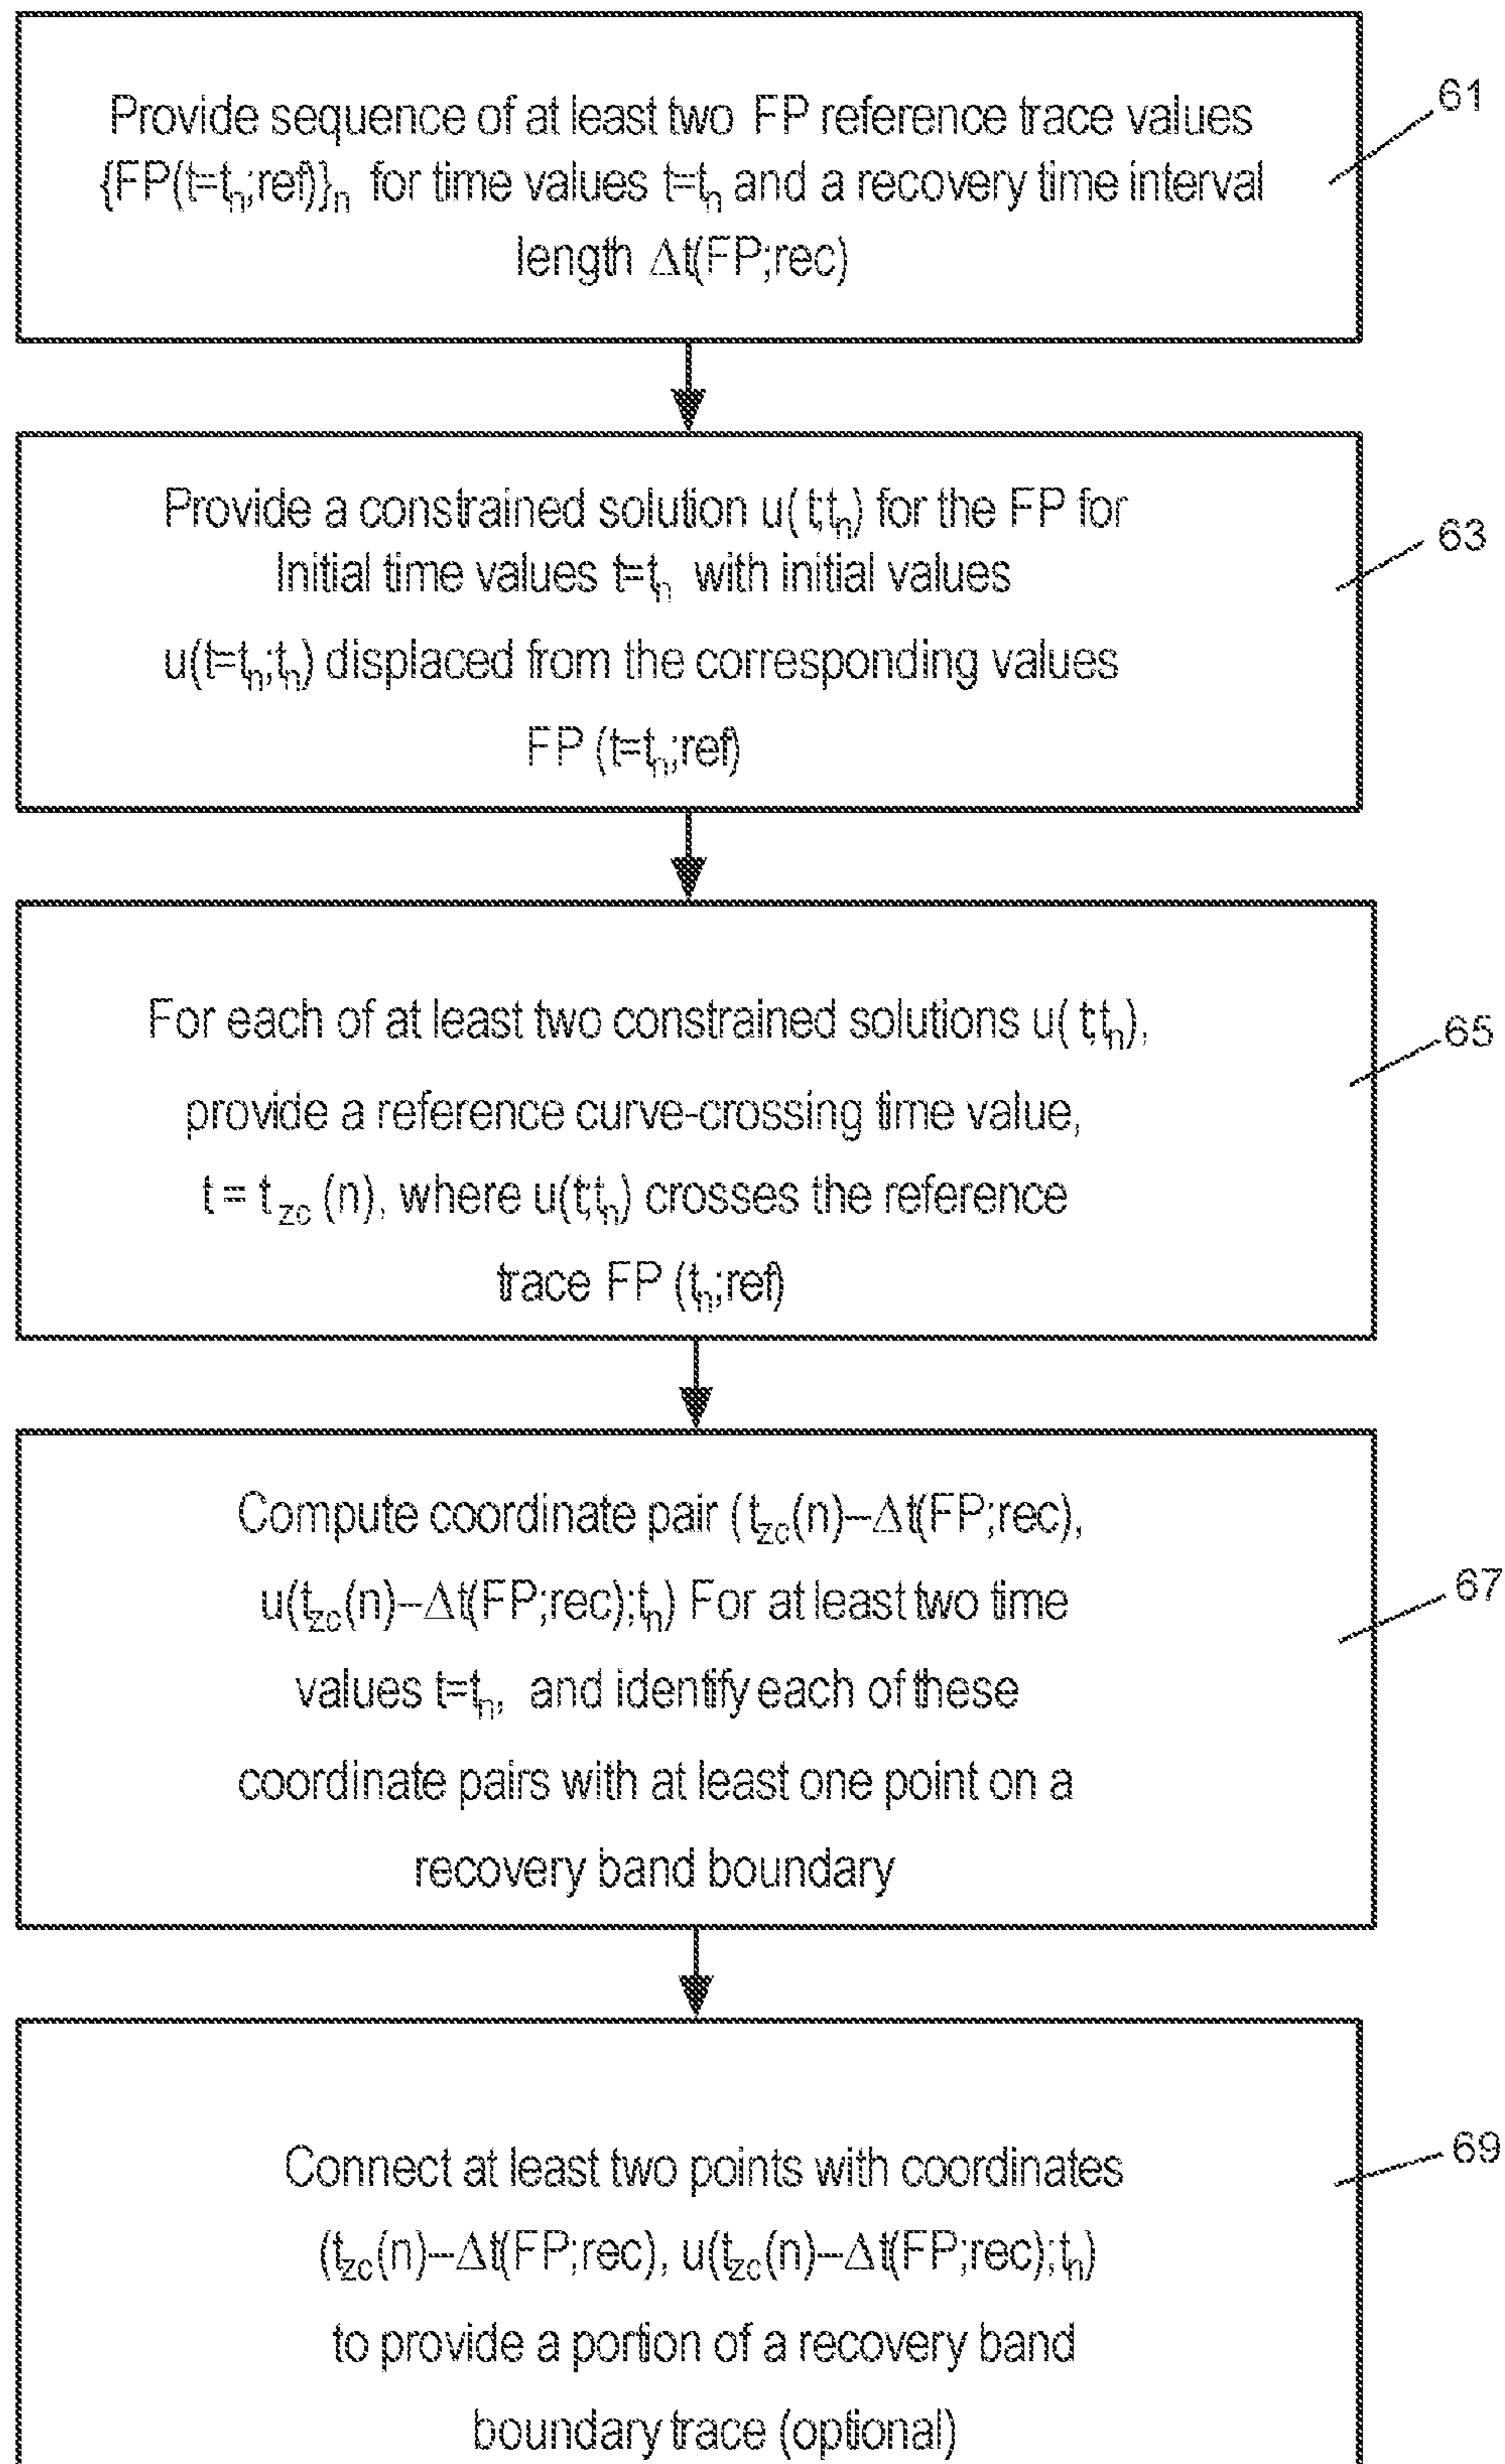 Provide sequence of at least two FP reference trace values
{FP(t=tₙ;ref)}ₙ for time values t=tₙ and a recovery time interval
length Δt(FP;rec)
61
Provide a constrained solution u( t;tₙ) for the FP for
Initial time values t=tₙ with initial values
u(t=tₙ;tₙ) displaced from the corresponding values
FP (t=tₙ;ref)
63
For each of at least two constrained solutions u( t;tₙ),
provide a reference curve-crossing time value,
t = t_zc (n), where u(t;tₙ) crosses the reference
trace FP (tₙ;ref)
65
Compute coordinate pair ( t_zc(n)–Δt(FP;rec),
u(t_zc(n)–Δt(FP;rec);tₙ) For at least two time
values t=tₙ, and identify each of these
coordinate pairs with at least one point on a
recovery band boundary
67
Connect at least two points with coordinates
(t_zc(n)–Δt(FP;rec), u(t_zc(n)–Δt(FP;rec);tₙ)
to provide a portion of a recovery band
boundary trace (optional)
69